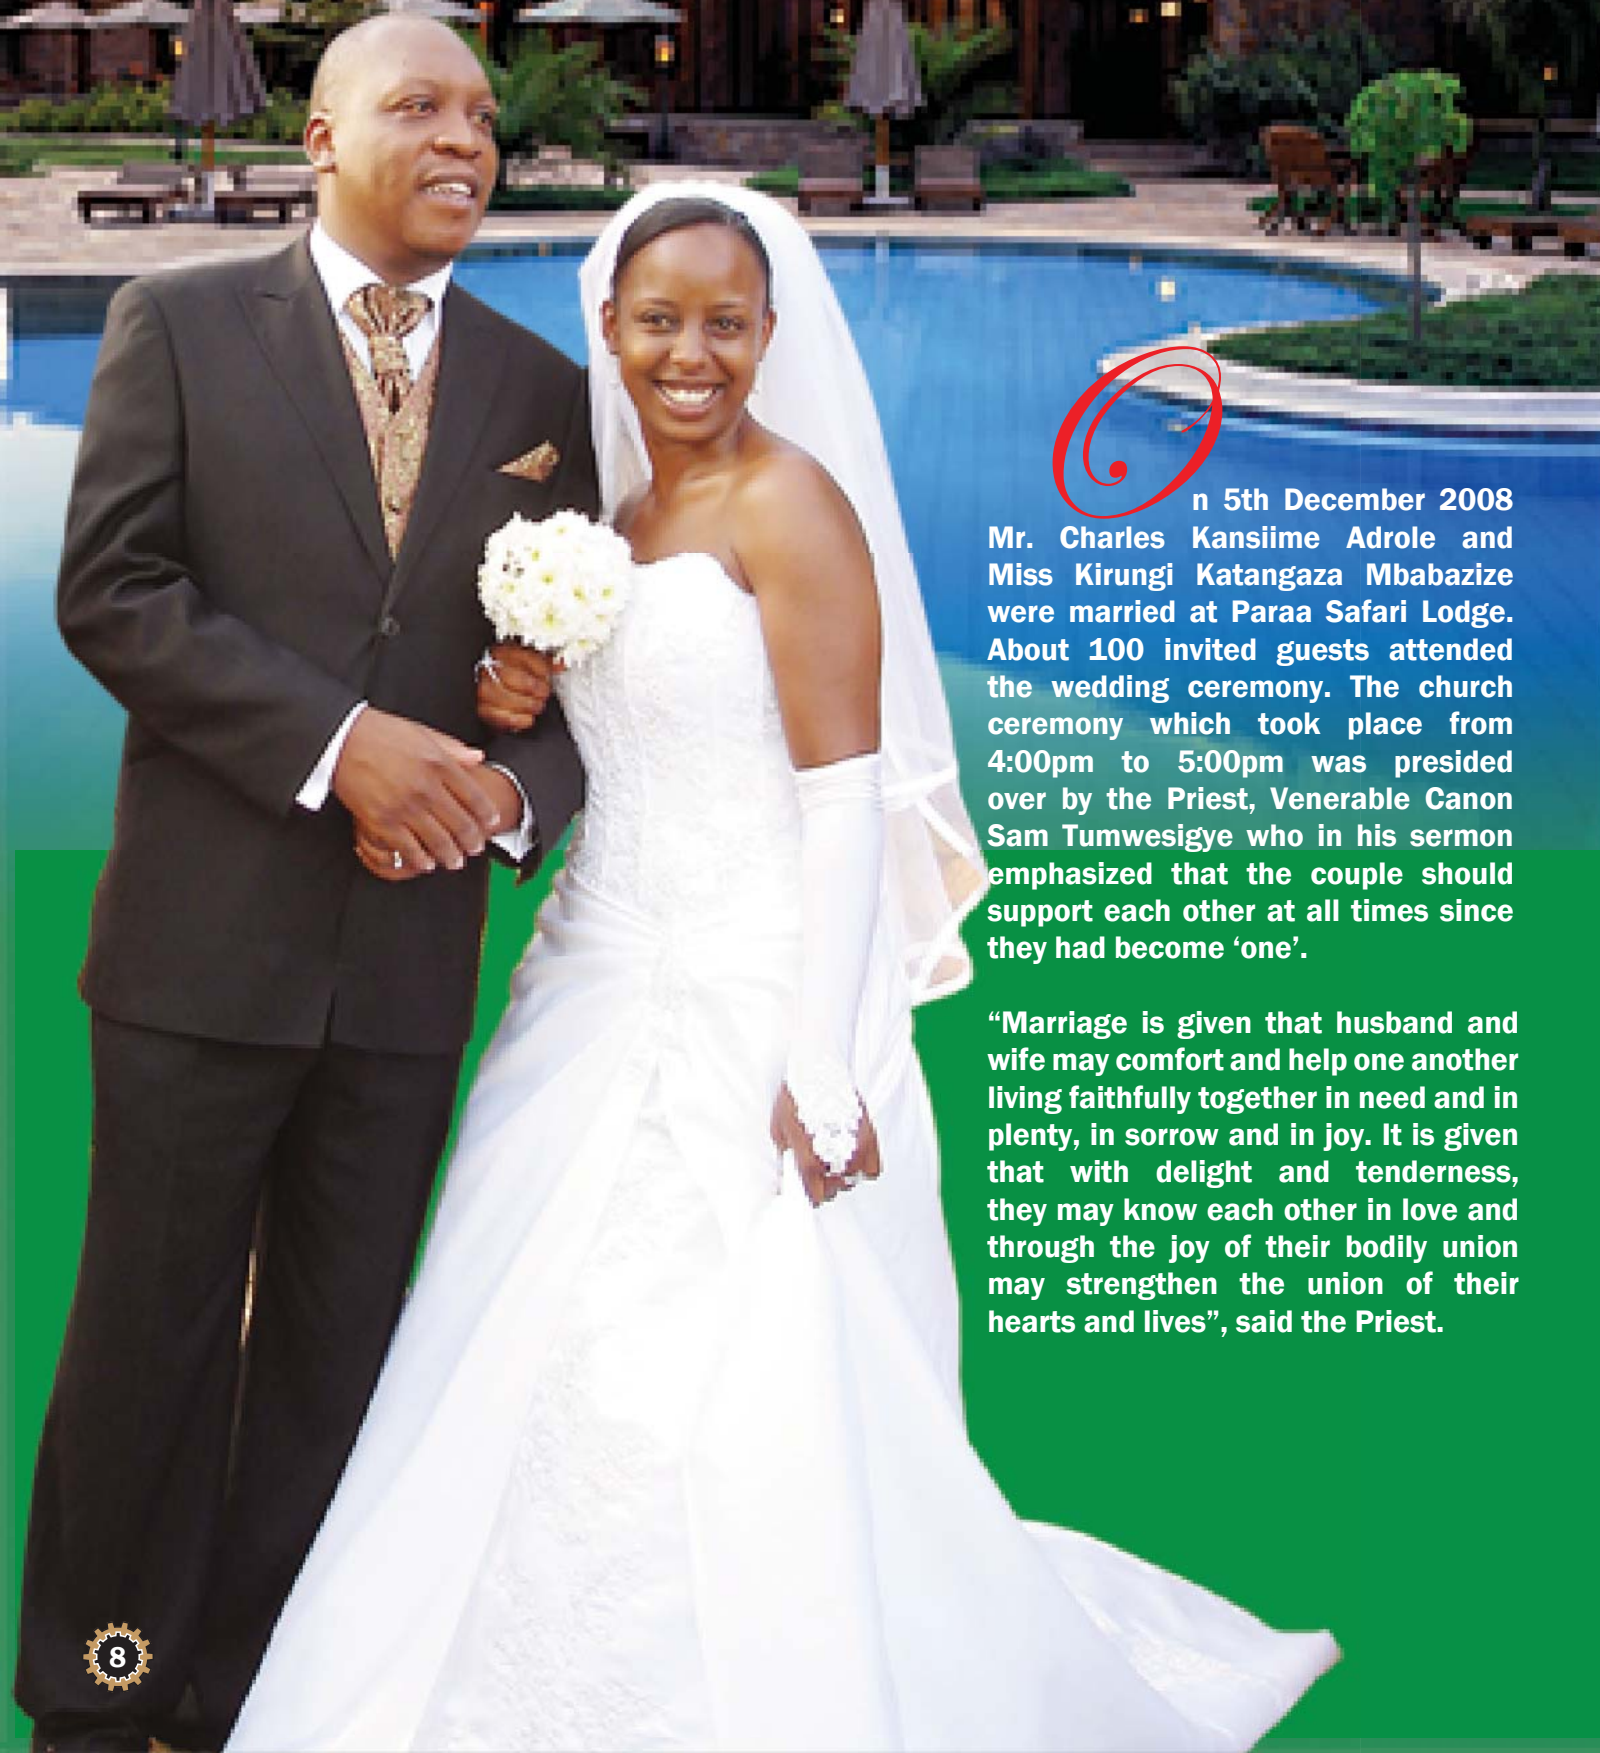 On 5th December 2008
Mr. Charles Kansiime Adrole and
Miss Kirungi Katangaza Mbabazize
were married at Paraa Safari Lodge.
About 100 invited guests attended
the wedding ceremony. The church
ceremony which took place from
4:00pm to 5:00pm was presided
over by the Priest, Venerable Canon
Sam Tumwesigye who in his sermon
emphasized that the couple should
support each other at all times since
they had become ‘one’.
“Marriage is given that husband and
wife may comfort and help one another
living faithfully together in need and in
plenty, in sorrow and in joy. It is given
that with delight and tenderness,
they may know each other in love and
through the joy of their bodily union
may strengthen the union of their
hearts and lives”, said the Priest.
8